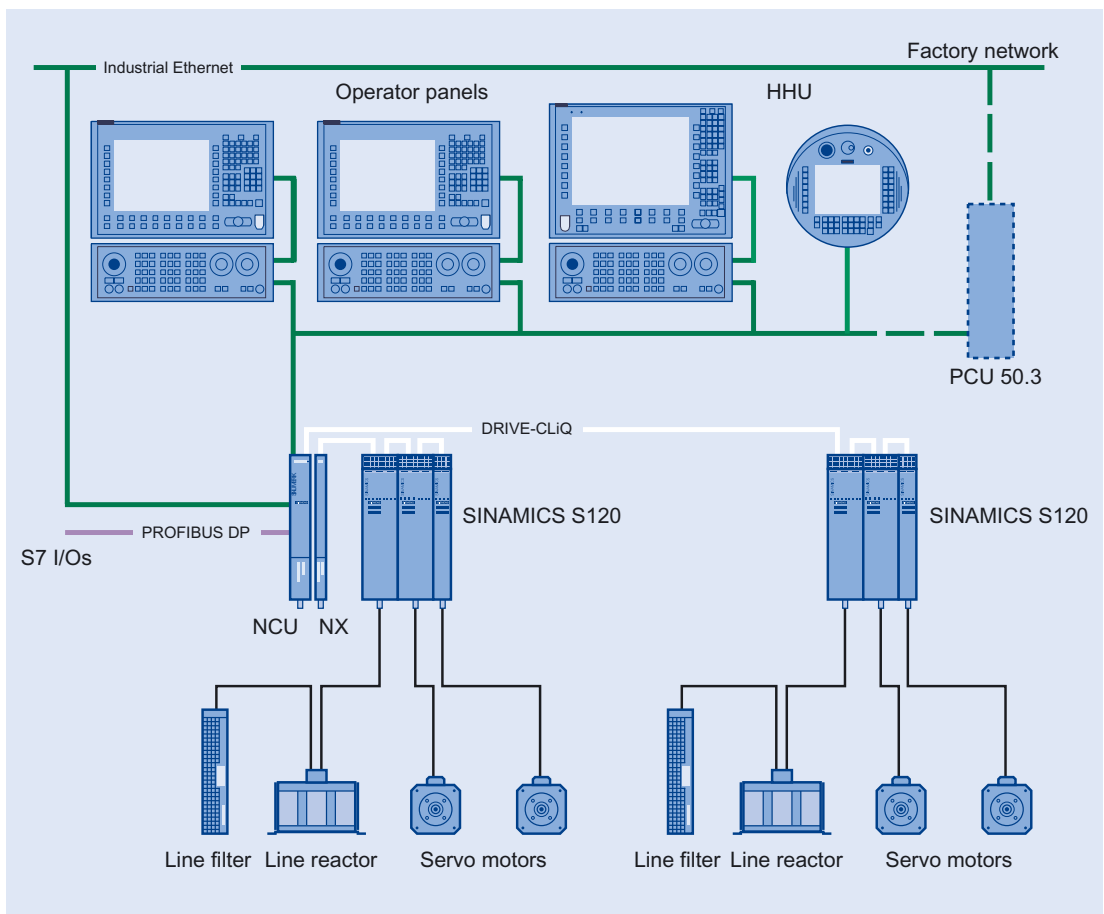 Factory network
Industrial Ethernet
Operator panels
HHU
PCU 50.3
DRIVE-CLiQ
SINAMICS S120
SINAMICS S120
PROFIBUS DP
S7 I/Os
NCU
NX
Line filter
Line reactor
Servo motors
Line filter
Line reactor
Servo motors